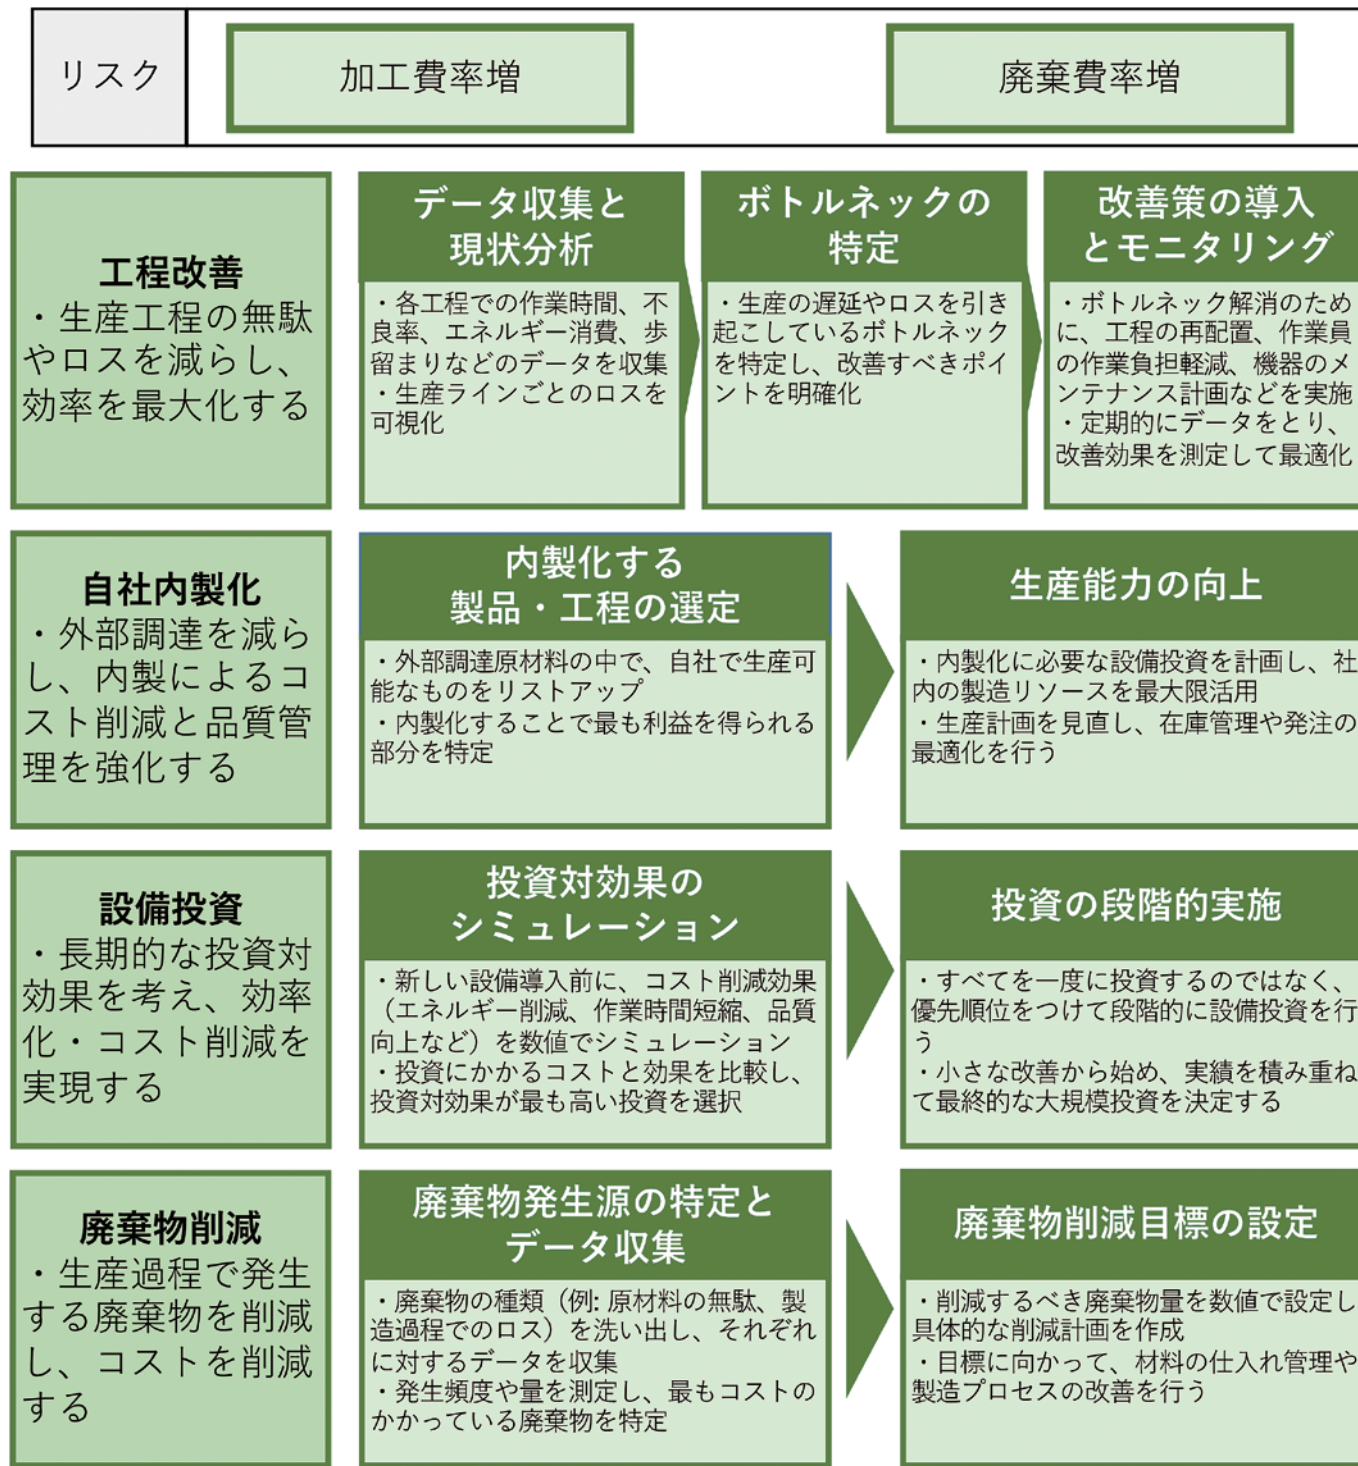 リスク
加工費率増
廃棄費率増
工程改善
・生産工程の無駄
やロスを減らし、
効率を最大化する
データ収集と
現状分析
・各工程での作業時間、不
良率、エネルギー消費、歩
留まりなどのデータを収集
・生産ラインごとのロスを
可視化
ボトルネックの
特定
・生産の遅延やロスを引き
起こしているボトルネック
を特定し、改善すべきポイ
ントを明確化
改善策の導入
とモニタリング
・ボトルネック解消のため
に、工程の再配置、作業員
の作業負担軽減、機器のメ
ンテナンス計画などを実施
・定期的にデータをとり、
改善効果を測定して最適化
自社内製化
・外部調達を減ら
し、内製によるコ
スト削減と品質管
理を強化する
内製化する
製品・工程の選定
・外部調達原材料の中で、自社で生産可
能なものをリストアップ
・内製化することで最も利益を得られる
部分を特定
生産能力の向上
・内製化に必要な設備投資を計画し、社
内の製造リソースを最大限活用
・生産計画を見直し、在庫管理や発注の
最適化を行う
設備投資
・長期的な投資対
効果を考え、効率
化・コスト削減を
実現する
投資対効果の
シミュレーション
・新しい設備導入前に、コスト削減効果
（エネルギー削減、作業時間短縮、品質
向上など）を数値でシミュレーション
・投資にかかるコストと効果を比較し、
投資対効果が最も高い投資を選択
投資の段階的実施
・すべてを一度に投資するのではなく、
優先順位をつけて段階的に設備投資を行
う
・小さな改善から始め、実績を積み重ね
て最終的な大規模投資を決定する
廃棄物削減
・生産過程で発生
する廃棄物を削減
し、コストを削減
する
廃棄物発生源の特定と
データ収集
・廃棄物の種類（例: 原材料の無駄、製
造過程でのロス）を洗い出し、それぞれ
に対するデータを収集
・発生頻度や量を測定し、最もコストの
かかっている廃棄物を特定
廃棄物削減目標の設定
・削減するべき廃棄物量を数値で設定し
具体的な削減計画を作成
・目標に向かって、材料の仕入れ管理や
製造プロセスの改善を行う